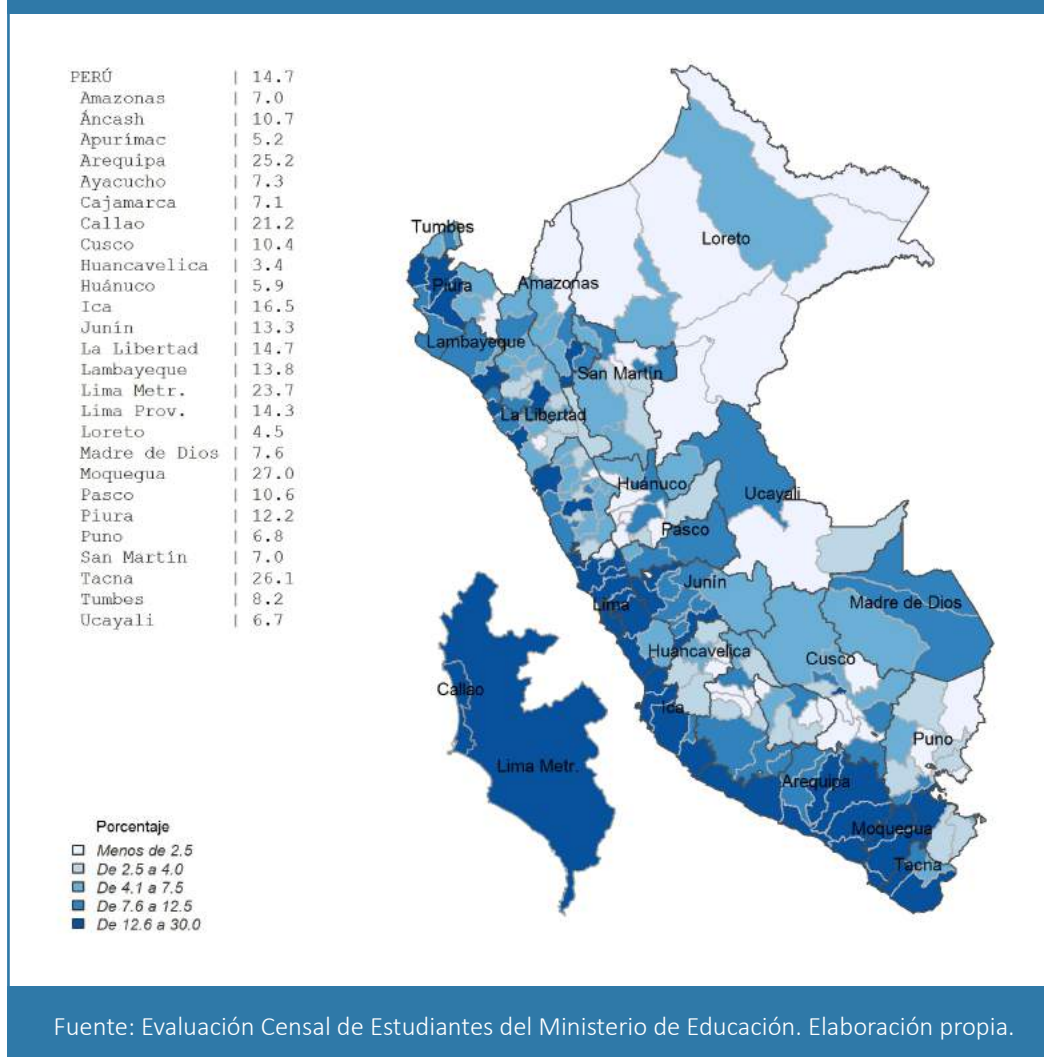 PERÚ | 14.7
Amazonas | 7.0
Áncash | 10.7
Apurímac | 5.2
Arequipa | 25.2
Ayacucho | 7.3
Cajamarca | 7.1
Callao | 21.2
Cusco | 10.4
Huancavelica | 3.4
Huánuco | 5.9
Ica | 16.5
Junín | 13.3
La Libertad | 14.7
Lambayeque | 13.8
Lima Metr. | 23.7
Lima Prov. | 14.3
Loreto | 4.5
Madre de Dios | 7.6
Moquegua | 27.0
Pasco | 10.6
Piura | 12.2
Puno | 6.8
San Martín | 7.0
Tacna | 26.1
Tumbes | 8.2
Ucayali | 6.7
Tumbes
Loreto
Piura
Amazonas
Lambayeque
San Martín
La Libertad
Huánuco
Ucayali
Pasco
Junín
Lima
Madre de Dios
Huancavelica
Cusco
Ica
Puno
Arequipa
Moquegua
Tacna
Callao
Lima Metr.
Porcentaje
Menos de 2.5
De 2.5 a 4.0
De 4.1 a 7.5
De 7.6 a 12.5
De 12.6 a 30.0
Fuente: Evaluación Censal de Estudiantes del Ministerio de Educación. Elaboración propia.